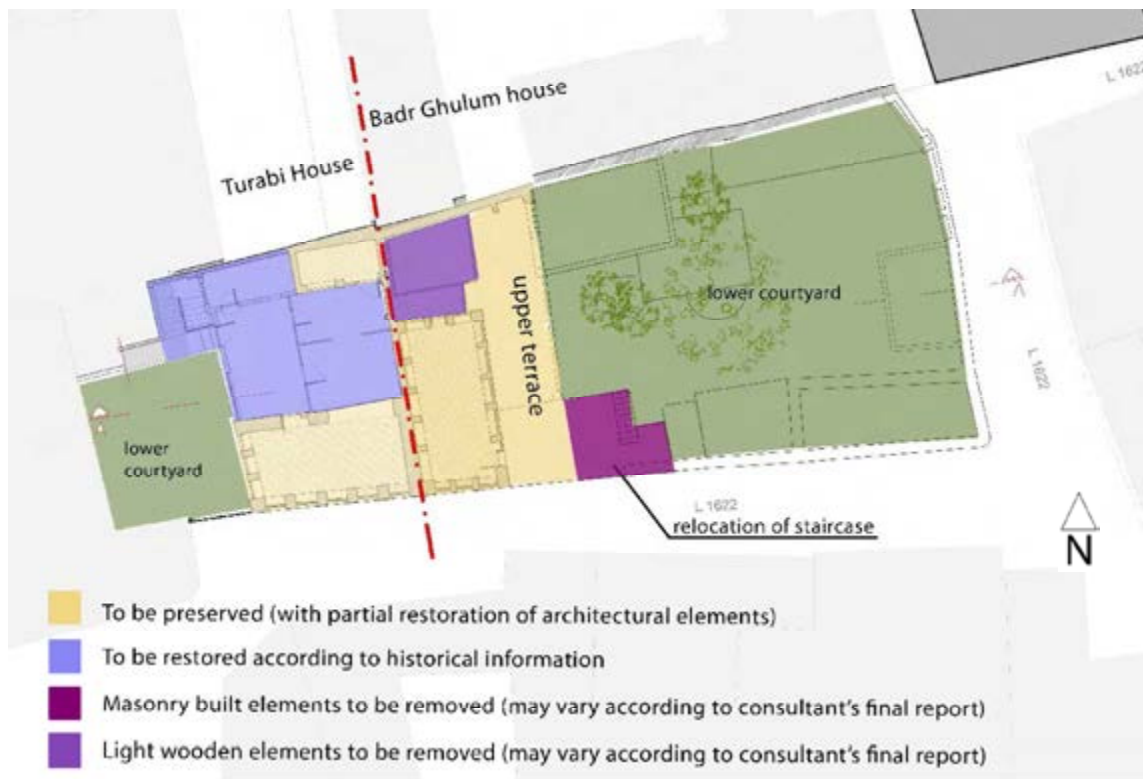 L 1622
Badr Ghulum house
Turabi House
upper terrace
lower courtyard
L 1622
lower
courtyard
L 1622
relocation of staircase
N
To be preserved (with partial restoration of architectural elements)
To be restored according to historical information
Masonry built elements to be removed (may vary according to consultant's final report)
Light wooden elements to be removed (may vary according to consultant's final report)